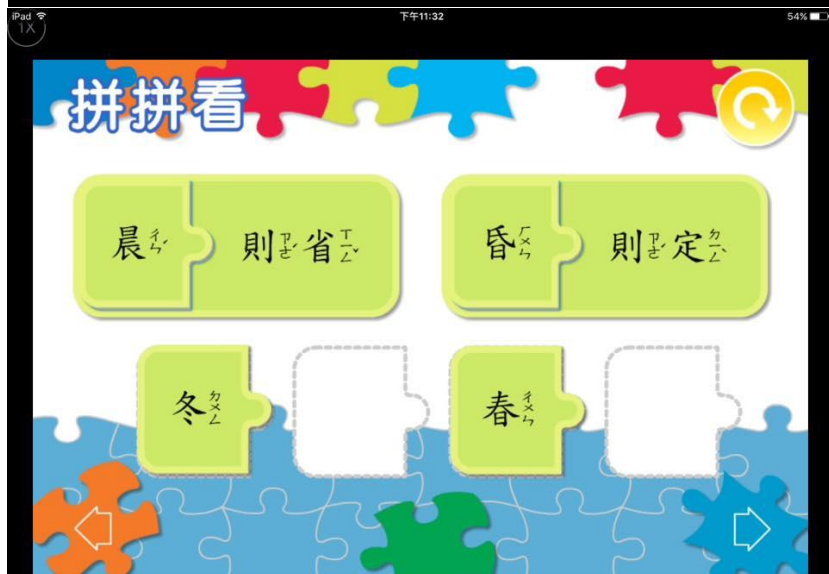 iPad 下午11:32 54%
1X
拼拼看
晨ㄔㄣˊ 則ㄗㄜˊ省ㄒㄧㄥˇ 昏ㄏㄨㄣ 則ㄗㄜˊ定ㄉㄧㄥˋ
冬ㄉㄨㄥ 春ㄔㄨㄣ